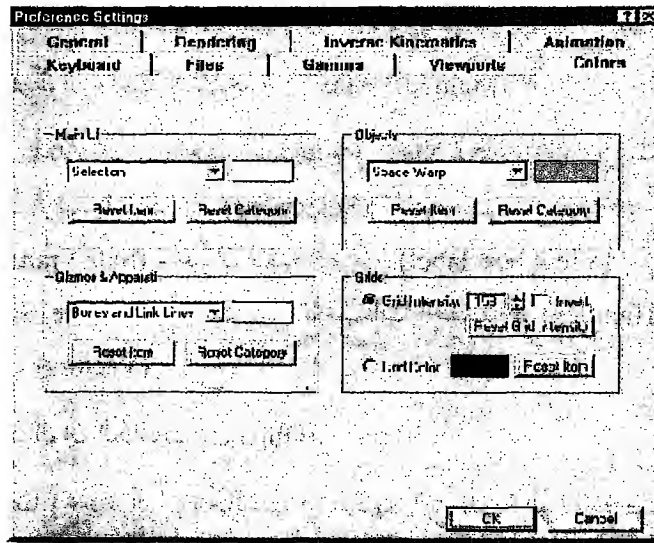 Preference Settings
General Rendering Inverse Kinematics Animation
Keyboard Files Gamma Viewports Colors
Main UI
Selection
Reset Item Reset Category
Objects
Space Warp
Reset Item Reset Category
Gizmos & Apparati
Bones and Link Lines
Reset Item Reset Category
Grids
Grid Intensity Invert
Reset Grid Intensity
Color Reset Item
OK Cancel